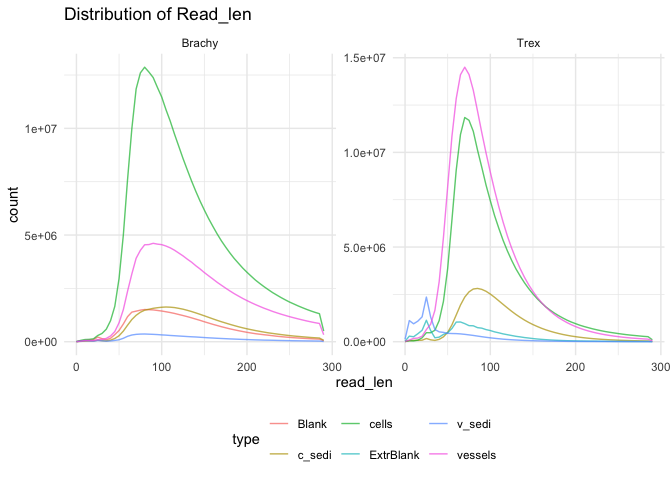 Distribution of Read_len
Brachy
Trex
count
1e+07
5e+06
0e+00
1.5e+07
1.0e+07
5.0e+06
0.0e+00
0 100 200 300
0 100 200 300
read_len
type
Blank cells v_sedi
c_sedi ExtrBlank vessels